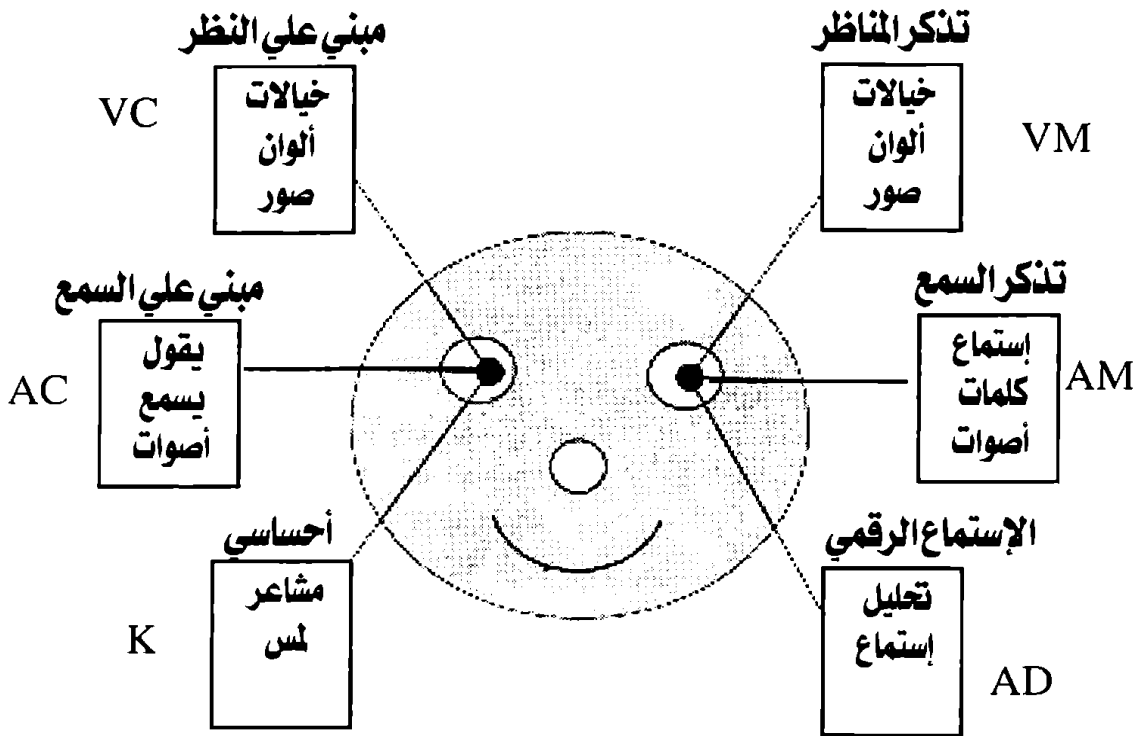 تذكر المناظر
خيالات
ألوان
صور
VM
مبني علي النظر
خيالات
ألوان
صور
VC
تذكر السمع
إستماع
كلمات
أصوات
AM
مبني علي السمع
يقول
يسمع
أصوات
AC
الإستماع الرقمي
تحليل
إستماع
AD
أحساسي
مشاعر
لمس
K